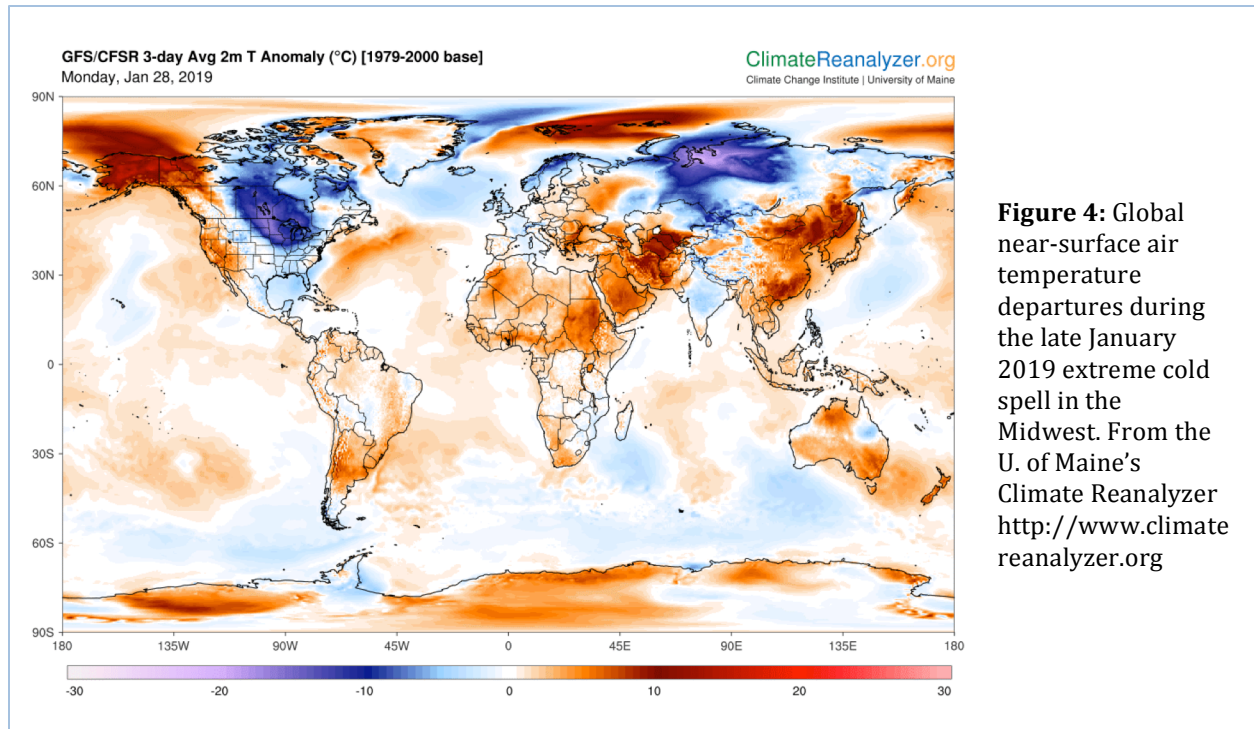 GFS/CFSR 3-day Avg 2m T Anomaly (°C) [1979-2000 base]
Monday, Jan 28, 2019
ClimateReanalyzer.org
Climate Change Institute | University of Maine
90N
60N
30N
0
30S
60S
90S
180
135W
90W
45W
0
45E
90E
135E
180
-30
-20
-10
0
10
20
30
Figure 4: Global
near-surface air
temperature
departures during
the late January
2019 extreme cold
spell in the
Midwest. From the
U. of Maine’s
Climate Reanalyzer
http://www.climate
reanalyzer.org